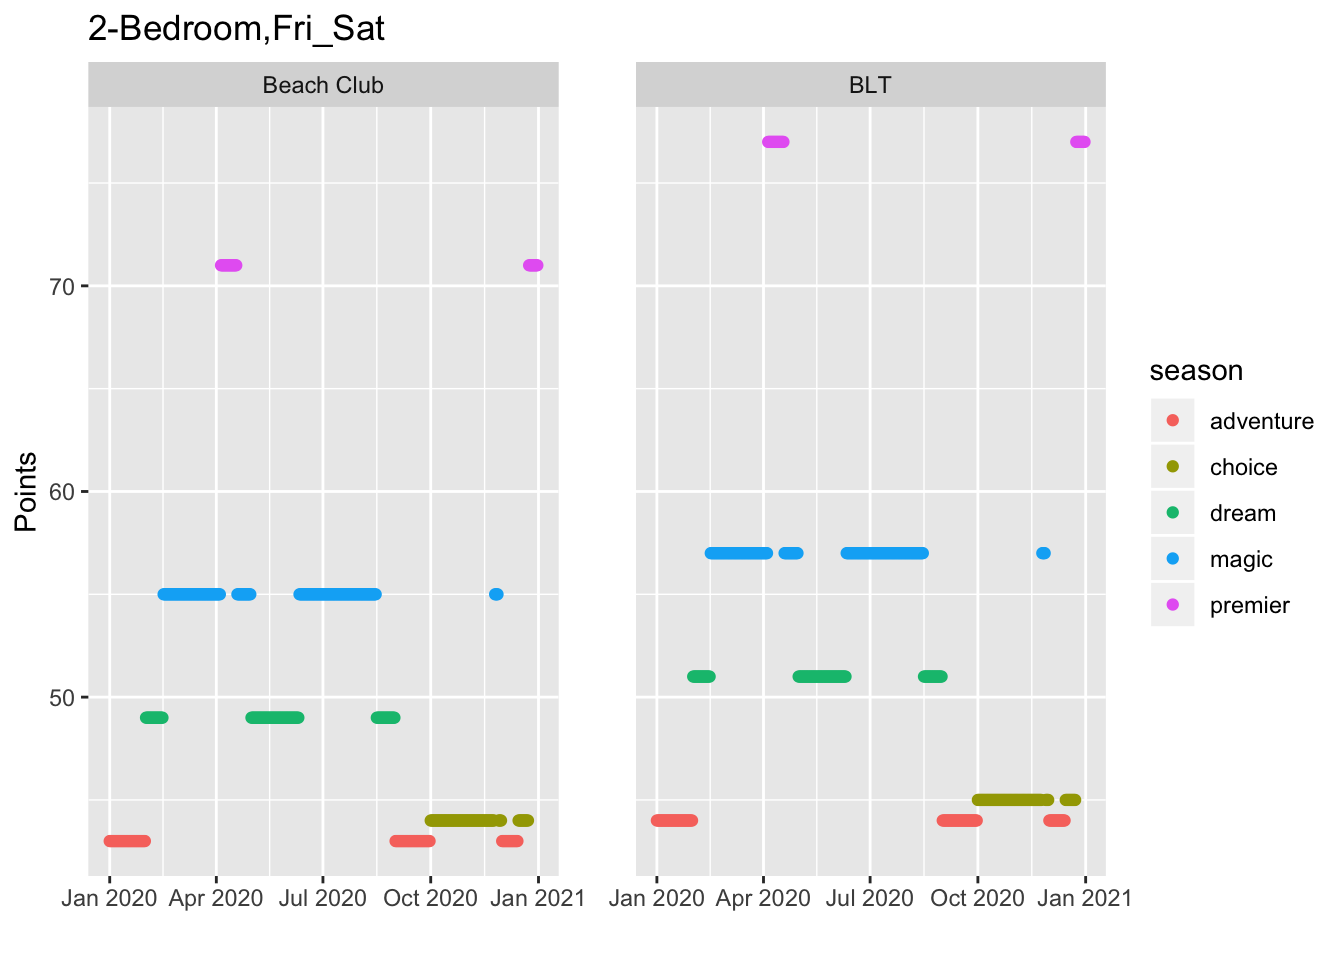 2-Bedroom,Fri_Sat
Beach Club
BLT
Points
70
60
50
Jan 2020 Apr 2020 Jul 2020 Oct 2020 Jan 2021
Jan 2020 Apr 2020 Jul 2020 Oct 2020 Jan 2021
season
adventure
choice
dream
magic
premier